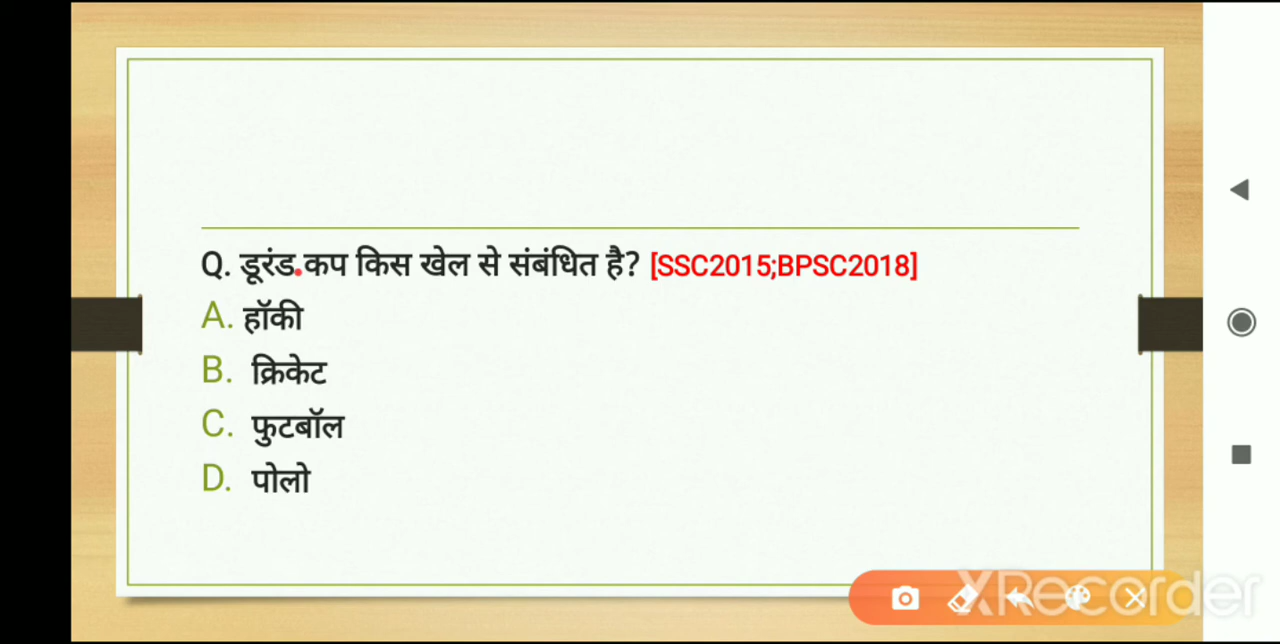 Q. डूरंड कप किस खेल से संबंधित है? [SSC2015;BPSC2018]
A. हॉकी
B. क्रिकेट
C. फुटबॉल
D. पोलो
XRecorder